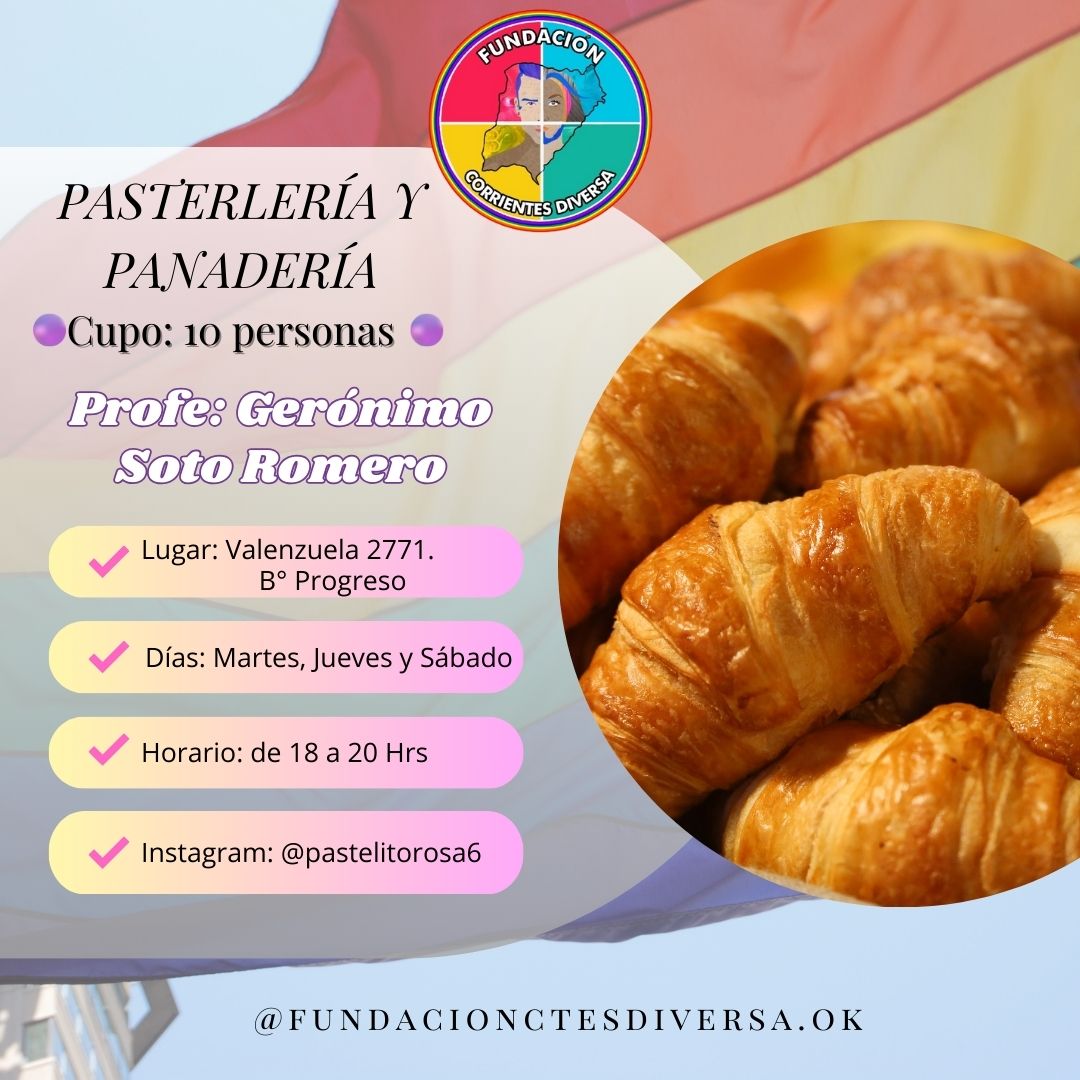 FUNDACIÓN
CORRIENTES DIVERSA
PASTERLERÍA Y
PANADERÍA
Cupo: 10 personas
Profe: Gerónimo
Soto Romero
Lugar: Valenzuela 2771.
B° Progreso
Días: Martes, Jueves y Sábado
Horario: de 18 a 20 Hrs
Instagram: @pastelitorosa6
@FUNDACIONCTESDIVERSA.OK